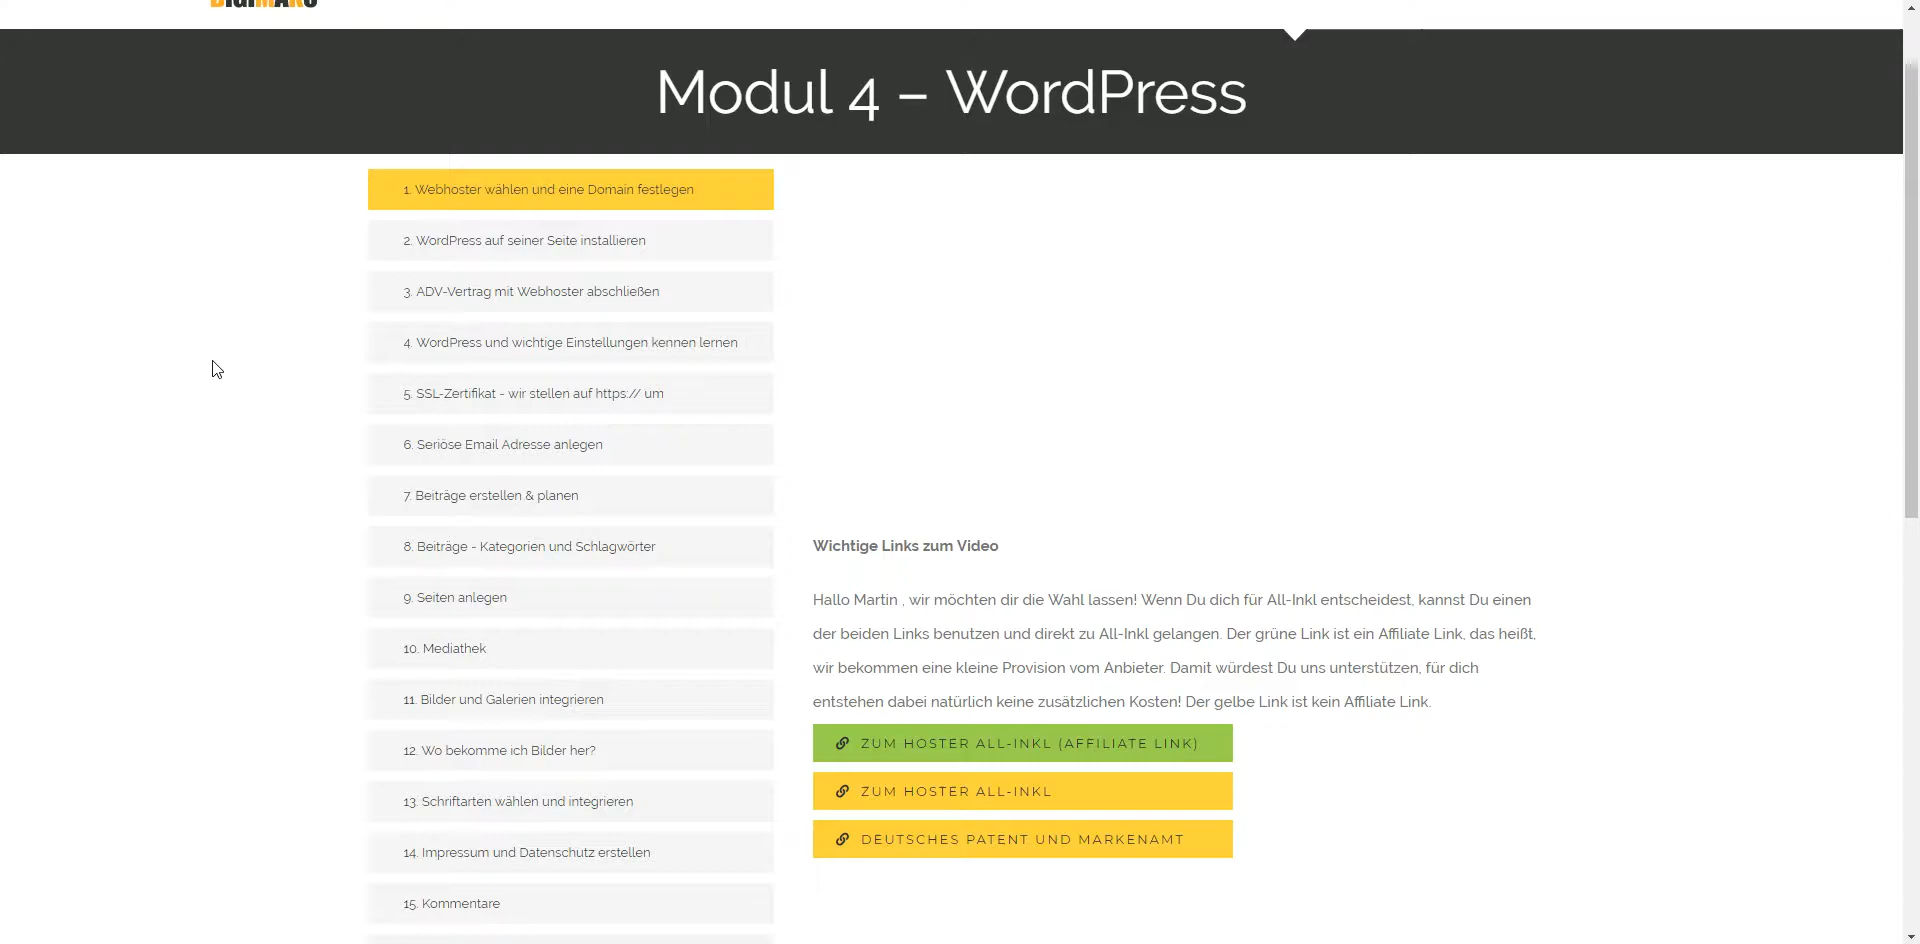 DIGIMARC
Modul 4 – WordPress
1. Webhoster wählen und eine Domain festlegen
2. WordPress auf seiner Seite installieren
3. ADV-Vertrag mit Webhoster abschließen
4. WordPress und wichtige Einstellungen kennen lernen
5. SSL-Zertifikat - wir stellen auf https:// um
6. Seriöse Email Adresse anlegen
7. Beiträge erstellen & planen
8. Beiträge - Kategorien und Schlagwörter
9. Seiten anlegen
10. Mediathek
11. Bilder und Galerien integrieren
12. Wo bekomme ich Bilder her?
13. Schriftarten wählen und integrieren
14. Impressum und Datenschutz erstellen
15. Kommentare
Wichtige Links zum Video
Hallo Martin , wir möchten dir die Wahl lassen! Wenn Du dich für All-Inkl entscheidest, kannst Du einen
der beiden Links benutzen und direkt zu All-Inkl gelangen. Der grüne Link ist ein Affiliate Link, das heißt,
wir bekommen eine kleine Provision vom Anbieter. Damit würdest Du uns unterstützen, für dich
entstehen dabei natürlich keine zusätzlichen Kosten! Der gelbe Link ist kein Affiliate Link.
ZUM HOSTER ALL-INKL (AFFILIATE LINK)
ZUM HOSTER ALL-INKL
DEUTSCHES PATENT UND MARKENAMT